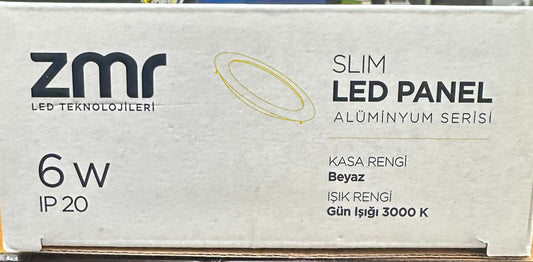 zmr
LED TEKNOLOJİLERİ
SLIM
LED PANEL
ALÜMİNYUM SERİSİ
6 W
IP 20
KASA RENGİ
Beyaz
IŞIK RENGİ
Gün Işığı 3000 K